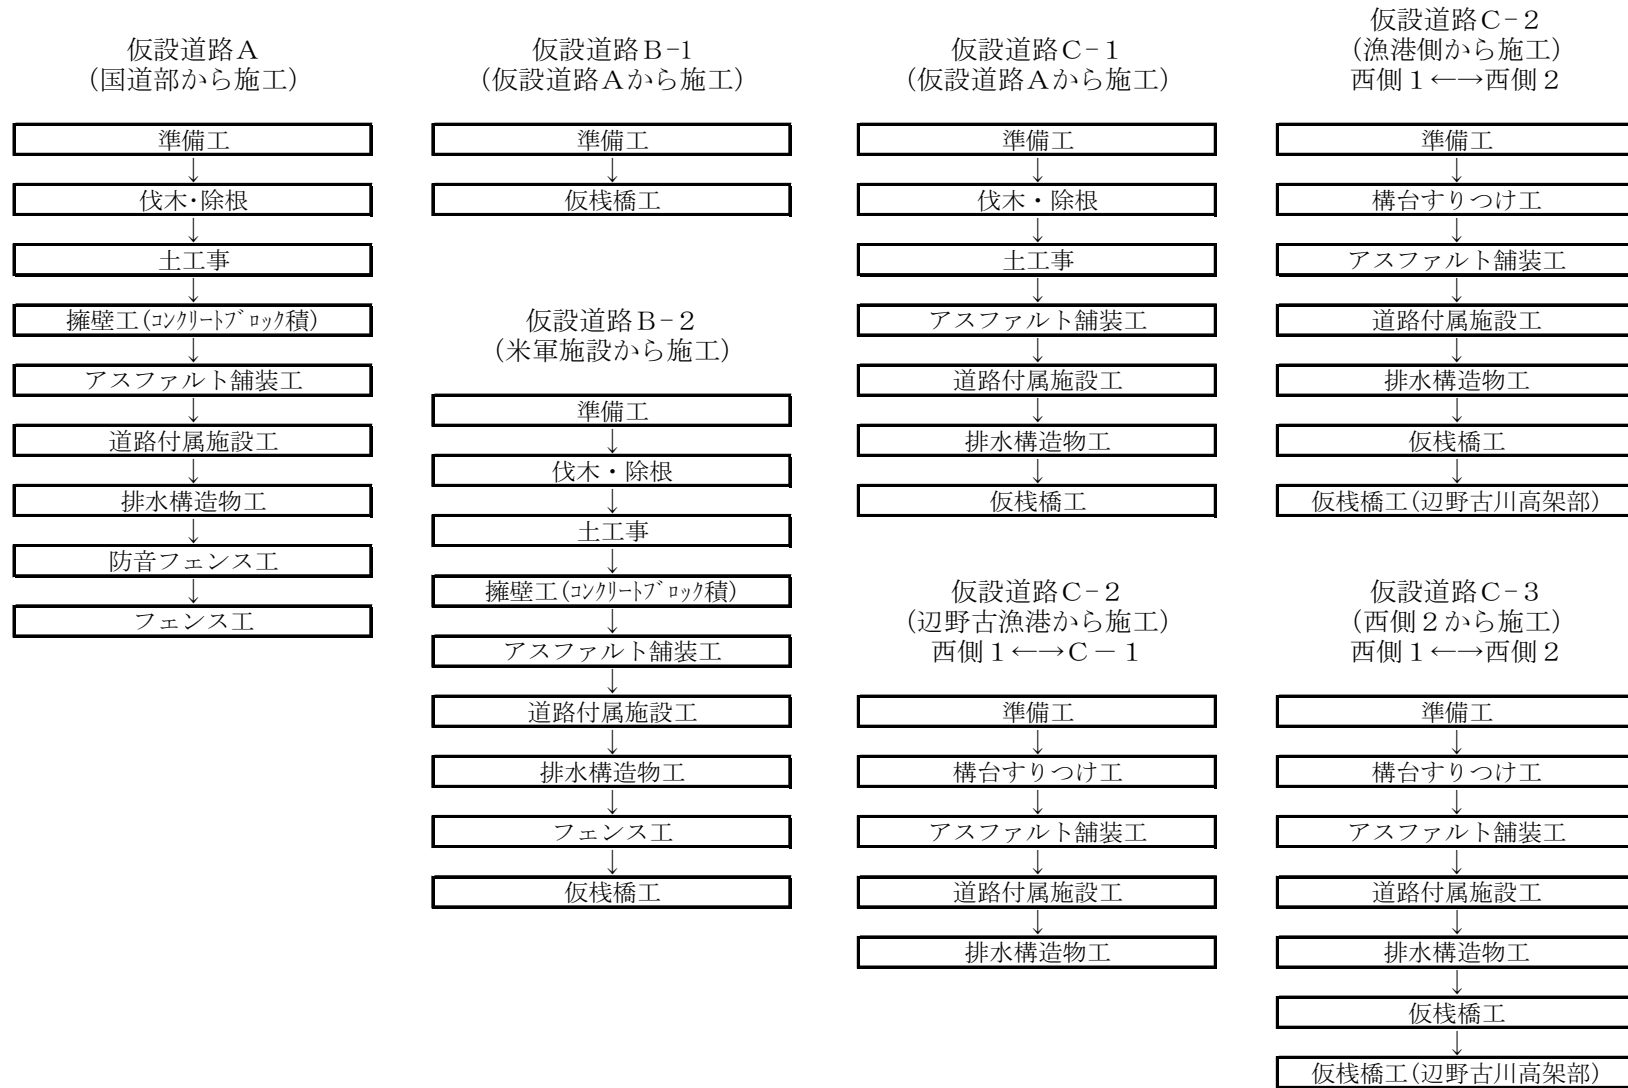 仮設道路A
(国道部から施工)
準備工
↓
伐木･除根
↓
土工事
↓
擁壁工(ｺﾝｸﾘｰﾄﾌﾞﾛｯｸ積)
↓
アスファルト舗装工
↓
道路付属施設工
↓
排水構造物工
↓
防音フェンス工
↓
フェンス工
仮設道路B-1
(仮設道路Aから施工)
準備工
↓
仮桟橋工
仮設道路B-2
(米軍施設から施工)
準備工
↓
伐木・除根
↓
土工事
↓
擁壁工(ｺﾝｸﾘｰﾄﾌﾞﾛｯｸ積)
↓
アスファルト舗装工
↓
道路付属施設工
↓
排水構造物工
↓
フェンス工
↓
仮桟橋工
仮設道路C-1
(仮設道路Aから施工)
準備工
↓
伐木・除根
↓
土工事
↓
アスファルト舗装工
↓
道路付属施設工
↓
排水構造物工
↓
仮桟橋工
仮設道路C-2
(辺野古漁港から施工)
西側1←→C－1
準備工
↓
構台すりつけ工
↓
アスファルト舗装工
↓
道路付属施設工
↓
排水構造物工
仮設道路C-2
(漁港側から施工)
西側1←→西側2
準備工
↓
構台すりつけ工
↓
アスファルト舗装工
↓
道路付属施設工
↓
排水構造物工
↓
仮桟橋工
↓
仮桟橋工(辺野古川高架部)
仮設道路C-3
(西側2から施工)
西側1←→西側2
準備工
↓
構台すりつけ工
↓
アスファルト舗装工
↓
道路付属施設工
↓
排水構造物工
↓
仮桟橋工
↓
仮桟橋工(辺野古川高架部)